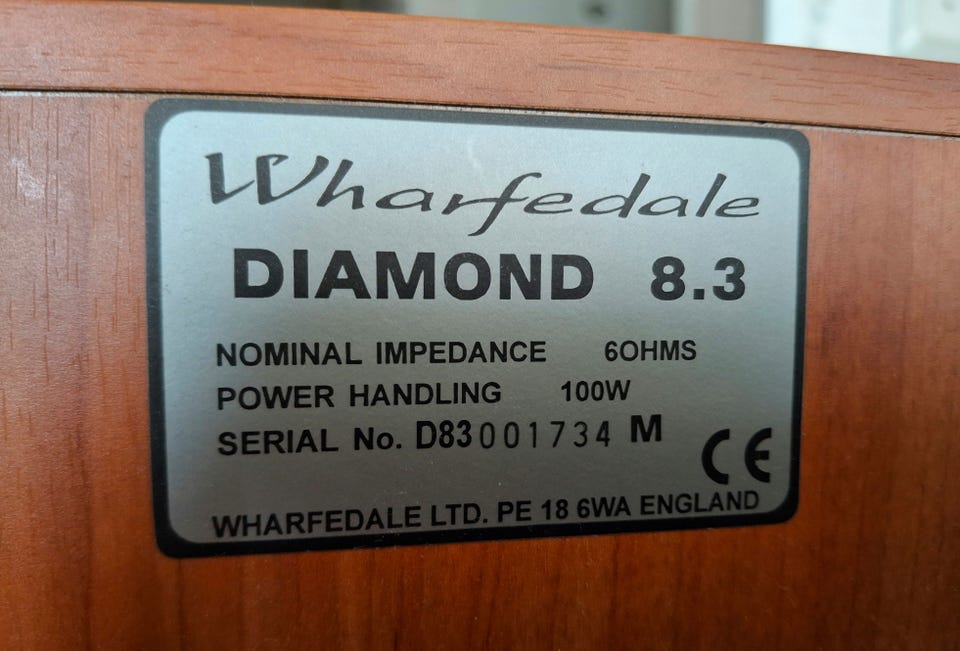 Wharfedale
DIAMOND 8.3
NOMINAL IMPEDANCE 6OHMS
POWER HANDLING 100W
SERIAL No. D83001734 M
CE
WHARFEDALE LTD. PE 18 6WA ENGLAND